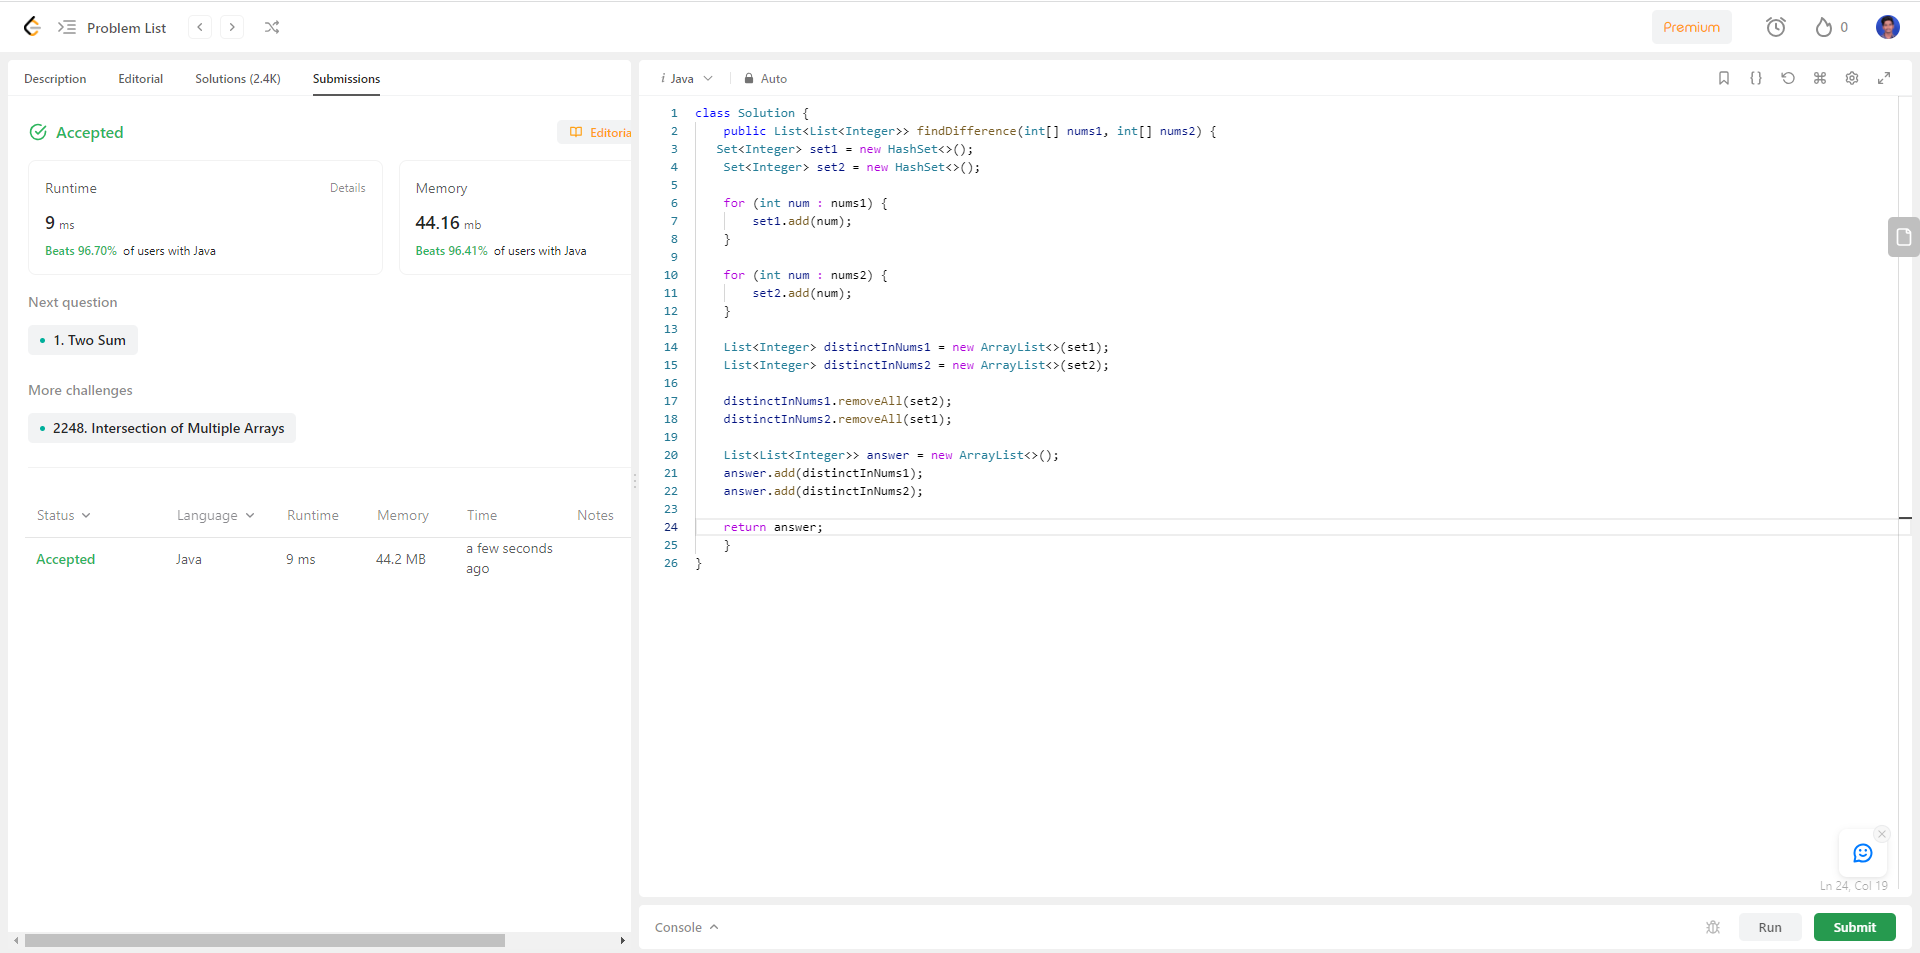 Problem List
Premium
0
Description Editorial Solutions (2.4K) Submissions
Accepted
Editoria
Runtime Details
9 ms
Beats 96.70% of users with Java
Memory
44.16 mb
Beats 96.41% of users with Java
Next question
1. Two Sum
More challenges
2248. Intersection of Multiple Arrays
Status Language Runtime Memory Time Notes
Accepted Java 9 ms 44.2 MB a few seconds
ago
i Java Auto
1 class Solution {
2 public List<List<Integer>> findDifference(int[] nums1, int[] nums2) {
3 Set<Integer> set1 = new HashSet<>();
4 Set<Integer> set2 = new HashSet<>();
5
6 for (int num : nums1) {
7 set1.add(num);
8 }
9
10 for (int num : nums2) {
11 set2.add(num);
12 }
13
14 List<Integer> distinctInNums1 = new ArrayList<>(set1);
15 List<Integer> distinctInNums2 = new ArrayList<>(set2);
16
17 distinctInNums1.removeAll(set2);
18 distinctInNums2.removeAll(set1);
19
20 List<List<Integer>> answer = new ArrayList<>();
21 answer.add(distinctInNums1);
22 answer.add(distinctInNums2);
23
24 return answer;
25 }
26 }
Ln 24, Col 19
Console Run Submit